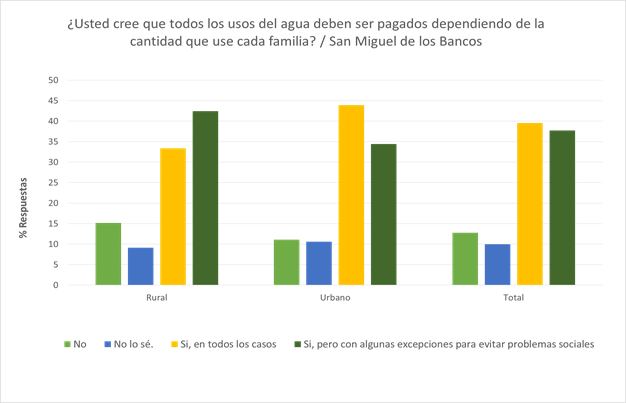 ¿Usted cree que todos los usos del agua deben ser pagados dependiendo de la
cantidad que use cada familia? / San Miguel de los Bancos
50
45
40
35
30
25
20
15
10
5
0
% Respuestas
Rural Urbano Total
No No lo sé. Si, en todos los casos Si, pero con algunas excepciones para evitar problemas sociales